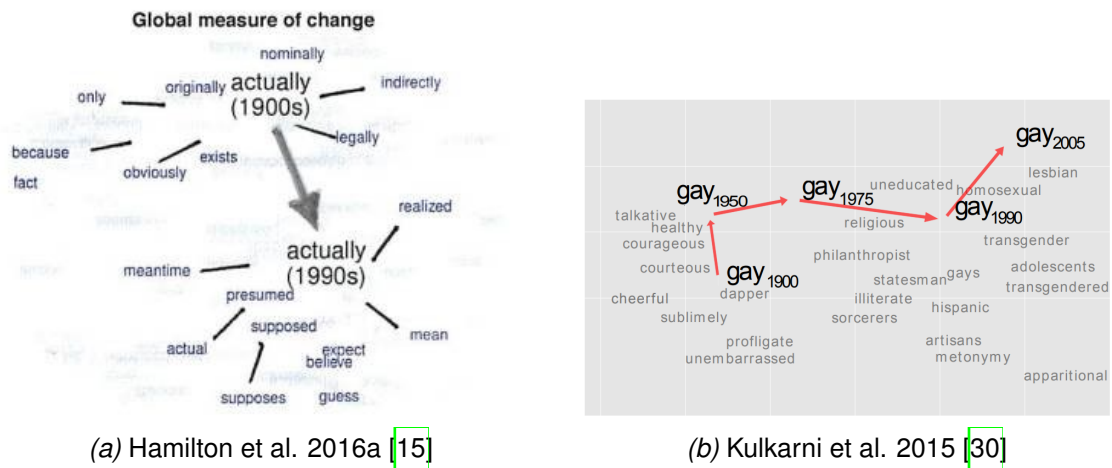 Global measure of change
nominally
originally
actually
(1900s)
indirectly
only
legally
because
exists
obviously
fact
realized
actually
(1990s)
meantime
presumed
supposed
mean
actual
expect
believe
supposes
guess
(a) Hamilton et al. 2016a [15]
gay2005
lesbian
uneducated
homosexual
gay1950
gay1975
gay1990
talkative
healthy
religious
courageous
transgender
philanthropist
courteous
gay1900
statesman
gays
adolescents
transgendered
cheerful
dapper
illiterate
hispanic
sublimely
sorcerers
profligate
artisans
unembarrassed
metonymy
apparitional
(b) Kulkarni et al. 2015 [30]